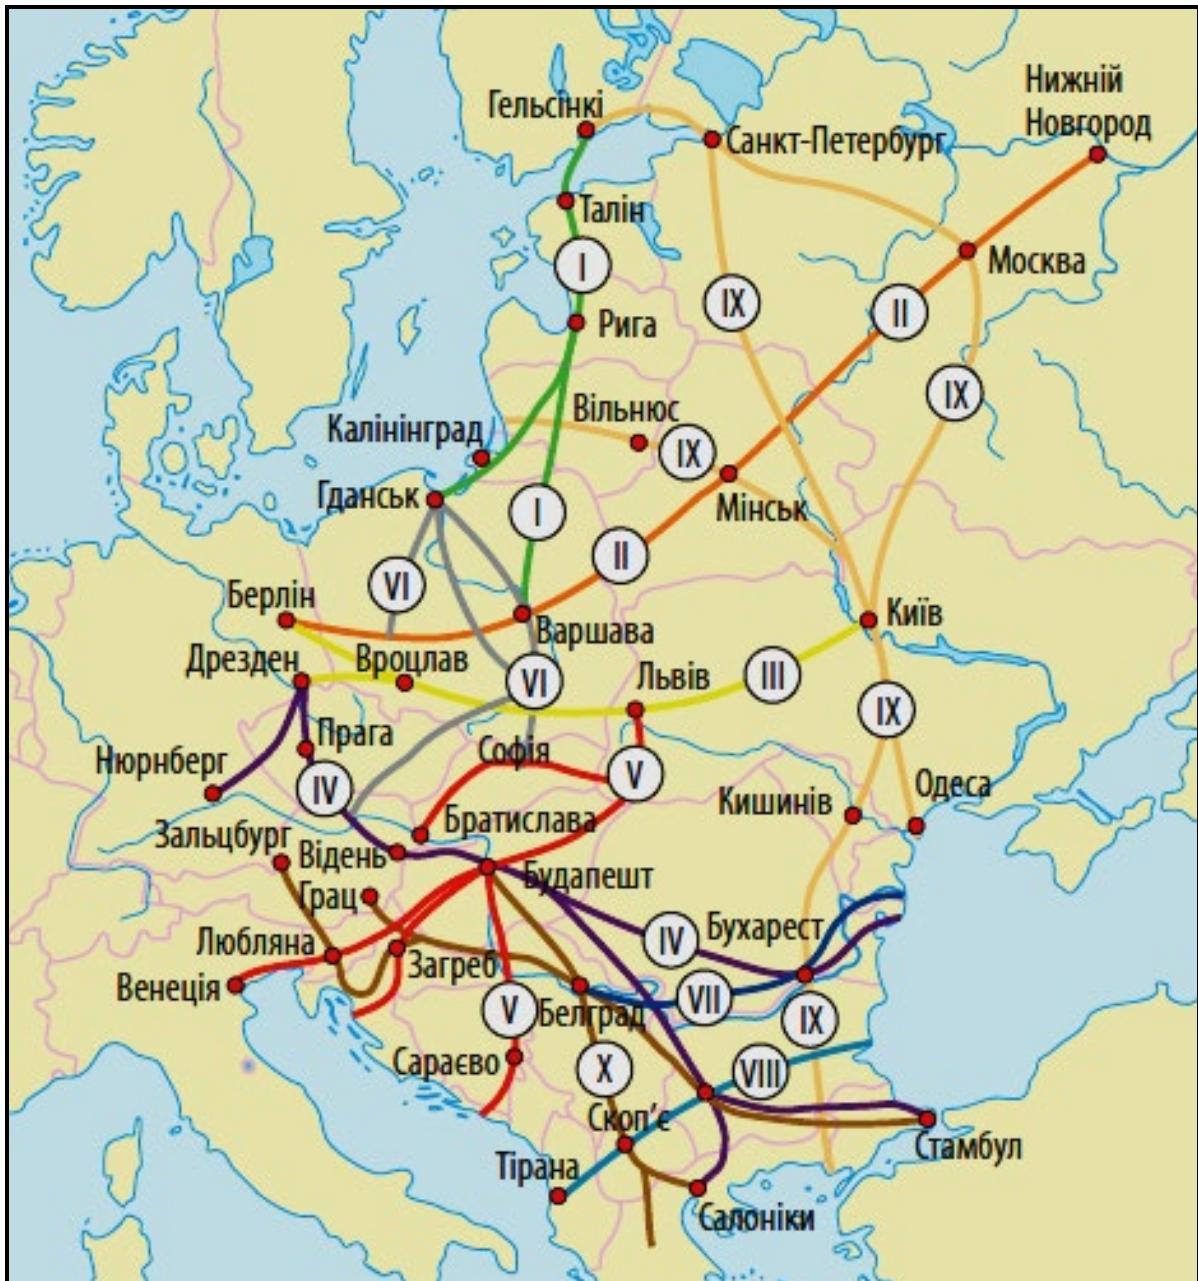 Нижній
Новгород
Гельсінкі
Санкт-Петербург
Талін
Москва
I
IX
II
Рига
IX
Вільнюс
Калінінград
IX
Гданськ
Мінськ
I
II
VI
Берлін
Київ
Варшава
Дрезден
Вроцлав
Львів
III
VI
IX
Прага
Софія
Нюрнберг
V
IV
Одеса
Кишинів
Братислава
Зальцбург
Відень
Будапешт
Грац
Бухарест
IV
Любляна
Загреб
Венеція
VII
V
Белград
IX
Сараєво
X
VIII
Скоп’є
Стамбул
Тірана
Салоніки